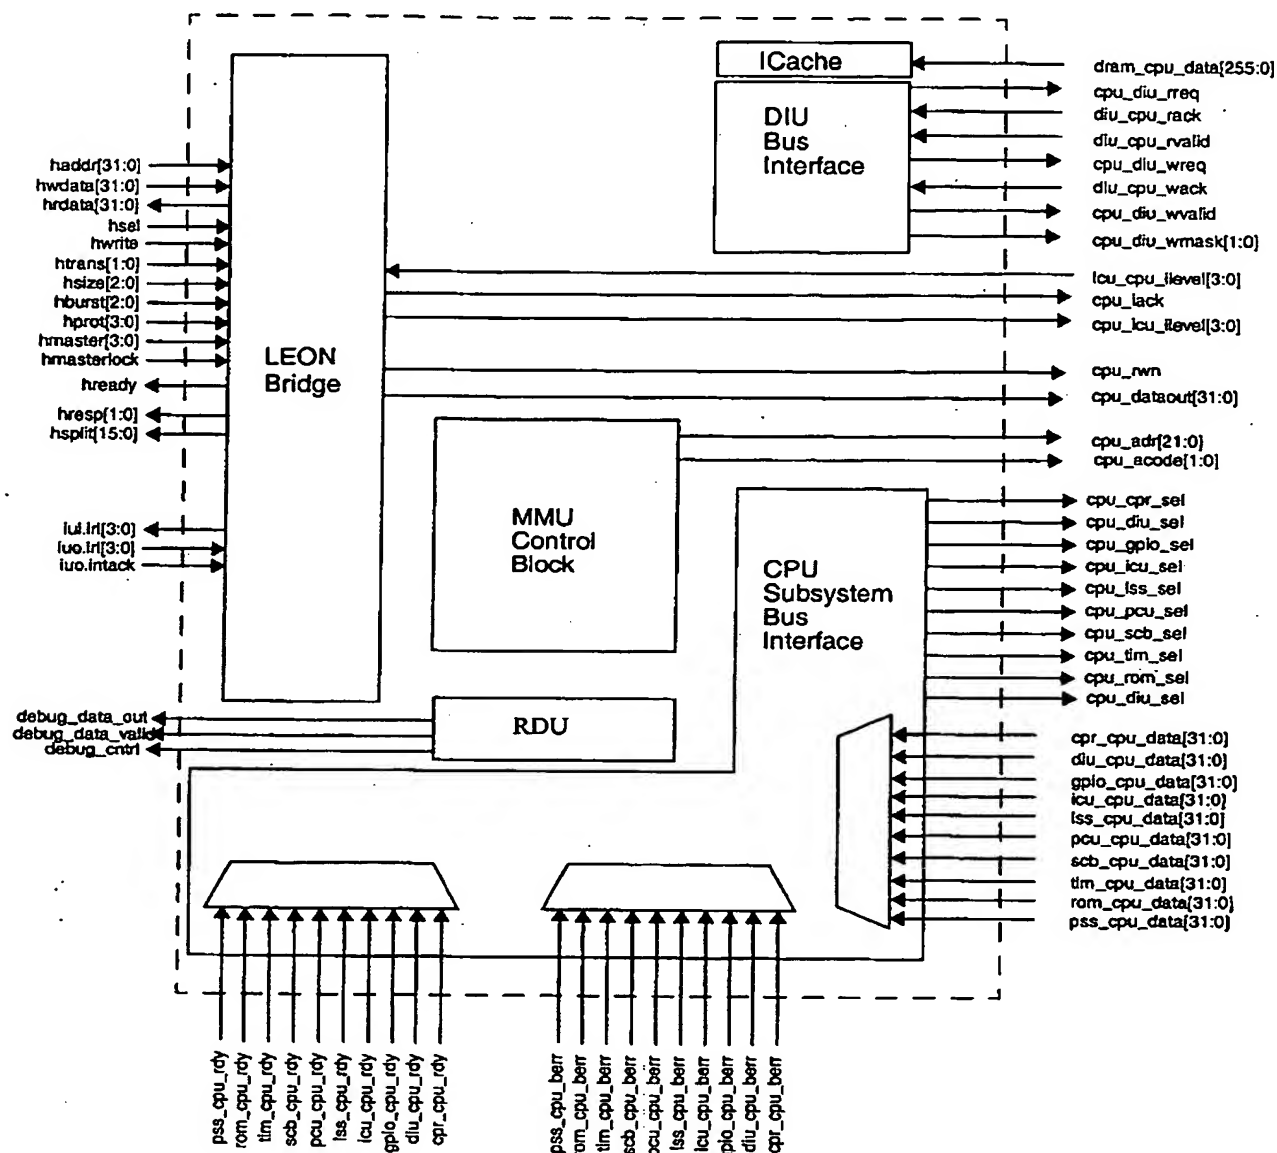 ICache
dram_cpu_data[255:0]
cpu_diu_rreq
diu_cpu_rack
diu_cpu_rvalid
cpu_diu_wreq
diu_cpu_wack
cpu_diu_wvalid
cpu_diu_wmask[1:0]
DIU
Bus
Interface
haddr[31:0]
hwdata[31:0]
hrdata[31:0]
hsel
hwrite
htrans[1:0]
hsize[2:0]
hburst[2:0]
hprot[3:0]
hmaster[3:0]
hmasterlock
hready
hresp[1:0]
hsplit[15:0]
iui.irl[3:0]
iuo.irl[3:0]
iuo.intack
LEON
Bridge
icu_cpu_ilevel[3:0]
cpu_iack
cpu_icu_ilevel[3:0]
cpu_rwn
cpu_dataout[31:0]
cpu_adr[21:0]
cpu_acode[1:0]
MMU
Control
Block
CPU
Subsystem
Bus
Interface
cpu_cpr_sel
cpu_diu_sel
cpu_gpio_sel
cpu_icu_sel
cpu_lss_sel
cpu_pcu_sel
cpu_scb_sel
cpu_tim_sel
cpu_rom_sel
cpu_diu_sel
debug_data_out
debug_data_valid
debug_cntrl
RDU
cpr_cpu_data[31:0]
diu_cpu_data[31:0]
gpio_cpu_data[31:0]
icu_cpu_data[31:0]
lss_cpu_data[31:0]
pcu_cpu_data[31:0]
scb_cpu_data[31:0]
tim_cpu_data[31:0]
rom_cpu_data[31:0]
pss_cpu_data[31:0]
pss_cpu_rdy
rom_cpu_rdy
tim_cpu_rdy
scb_cpu_rdy
pcu_cpu_rdy
lss_cpu_rdy
icu_cpu_rdy
gpio_cpu_rdy
diu_cpu_rdy
cpr_cpu_rdy
pss_cpu_berr
rom_cpu_berr
tim_cpu_berr
scb_cpu_berr
pcu_cpu_berr
lss_cpu_berr
icu_cpu_berr
gpio_cpu_berr
diu_cpu_berr
cpr_cpu_berr